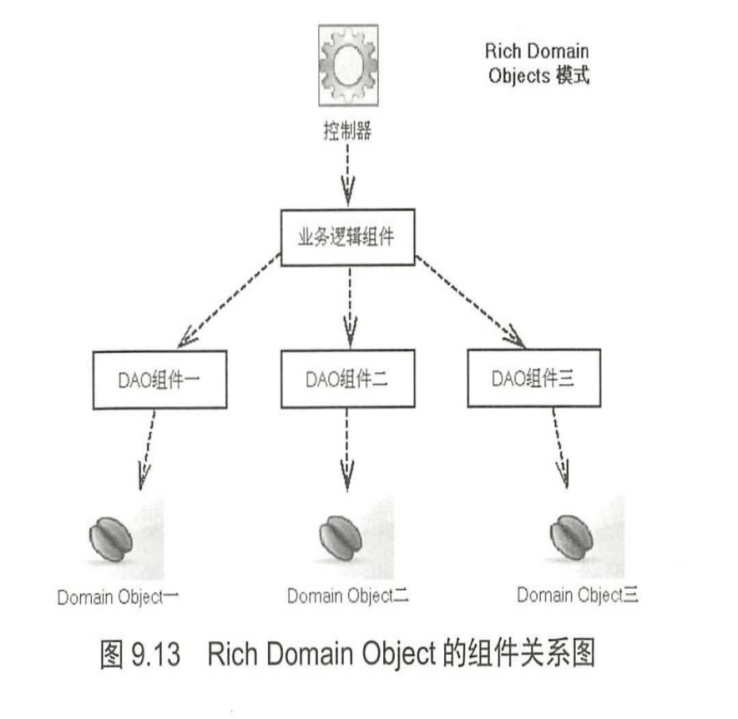 Rich Domain
Objects 模式
控制器
业务逻辑组件
DAO组件一
DAO组件二
DAO组件三
Domain Object一
Domain Object二
Domain Object三
图 9.13 Rich Domain Object 的组件关系图